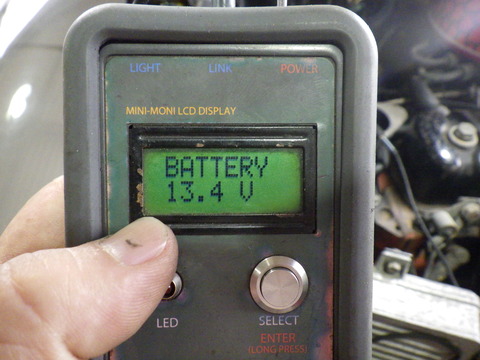 LIGHT LINK POWER
MINI-MONI LCD DISPLAY
BATTERY
13.4 V
LED SELECT
ENTER
(LONG PRESS)